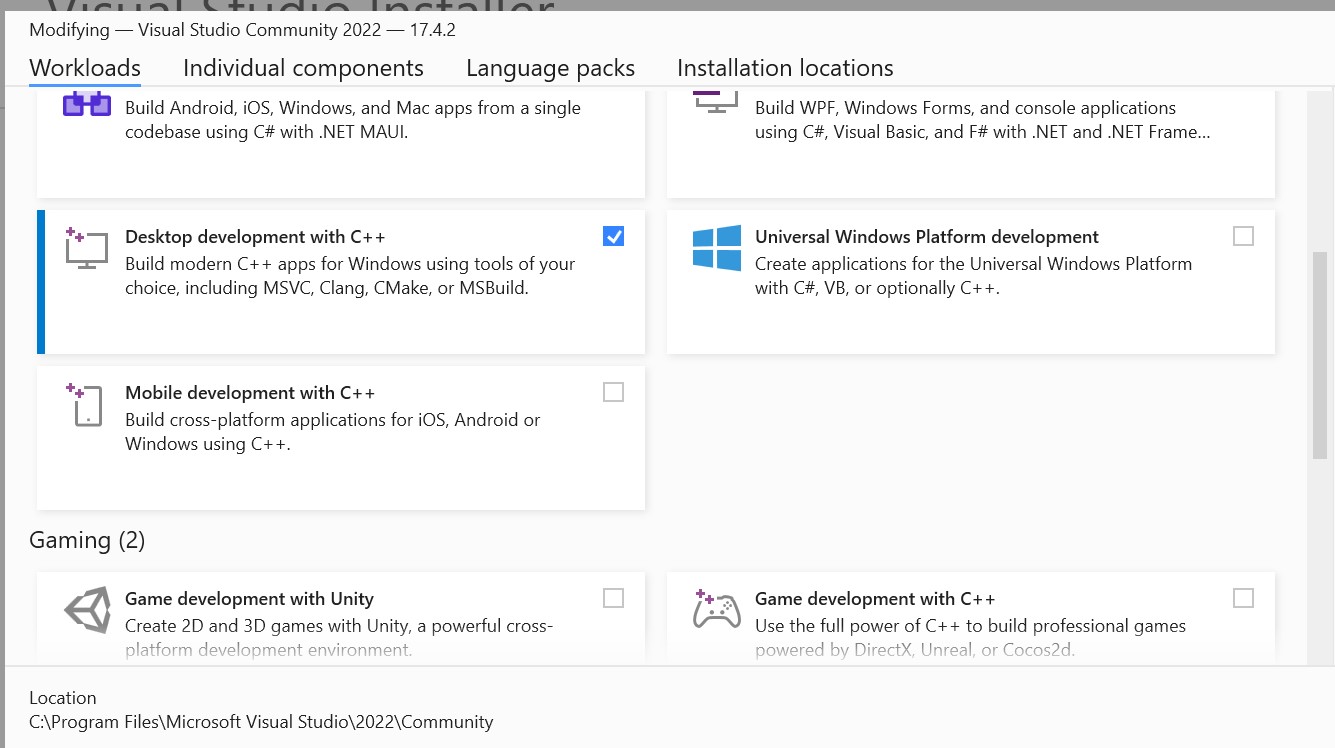 Visual Studio Installer
Modifying — Visual Studio Community 2022 — 17.4.2
Workloads Individual components Language packs Installation locations
Build Android, iOS, Windows, and Mac apps from a single
codebase using C# with .NET MAUI.
Build WPF, Windows Forms, and console applications
using C#, Visual Basic, and F# with .NET and .NET Frame...
Desktop development with C++
Build modern C++ apps for Windows using tools of your
choice, including MSVC, Clang, CMake, or MSBuild.
Universal Windows Platform development
Create applications for the Universal Windows Platform
with C#, VB, or optionally C++.
Mobile development with C++
Build cross-platform applications for iOS, Android or
Windows using C++.
Gaming (2)
Game development with Unity
Create 2D and 3D games with Unity, a powerful cross-
platform development environment.
Game development with C++
Use the full power of C++ to build professional games
powered by DirectX, Unreal, or Cocos2d.
Location
C:\Program Files\Microsoft Visual Studio\2022\Community